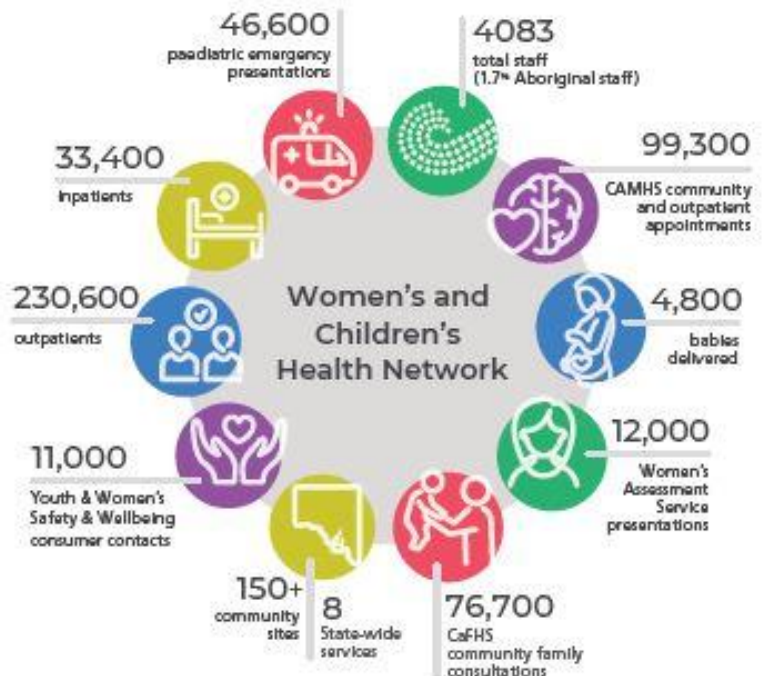 46,600
paediatric emergency
presentations
4083
total staff
(1.7% Aboriginal staff)
33,400
Inpatients
99,300
CAMHS community
and outpatient
appointments
230,600
outpatients
Women's and
Children's
Health Network
4,800
babies
delivered
11,000
Youth & Women's
Safety & Wellbeing
consumer contacts
12,000
Women's
Assessment
Service
presentations
150+
community
sites
8
State-wide
services
76,700
CaFHS
community family
consultations